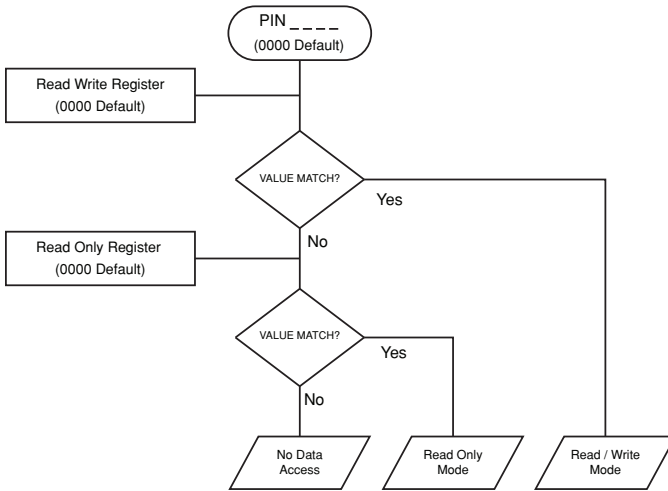 PIN _ _ _ _
(0000 Default)
Read Write Register
(0000 Default)
VALUE MATCH?
Yes
No
Read Only Register
(0000 Default)
VALUE MATCH?
Yes
No
No Data
Access
Read Only
Mode
Read / Write
Mode